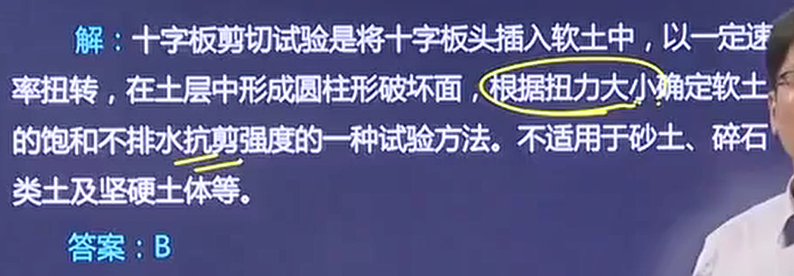 解：十字板剪切试验是将十字板头插入软土中，以一定速
率扭转，在土层中形成圆柱形破坏面，根据扭力大小确定软土
的饱和不排水抗剪强度的一种试验方法。不适用于砂土、碎石
类土及坚硬土体等。
答案：B